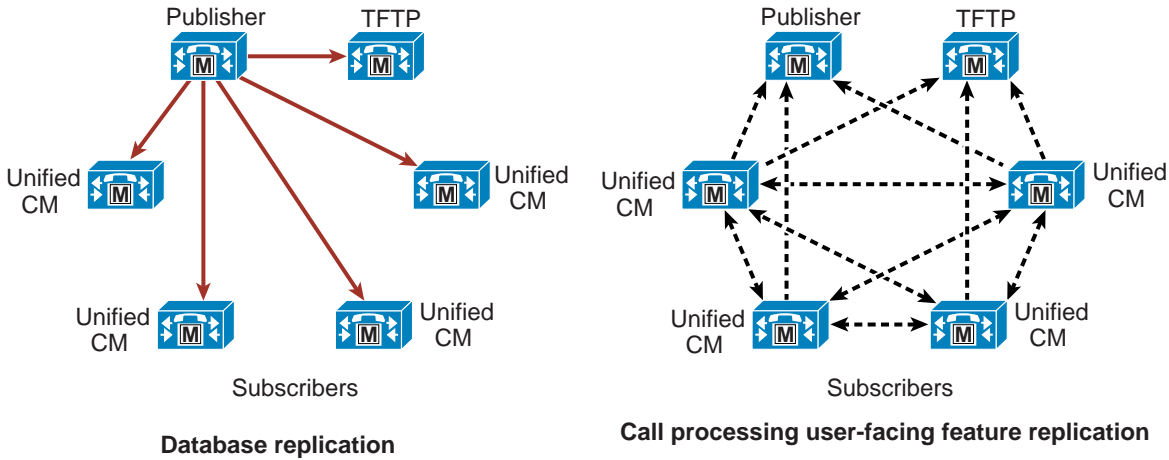 Publisher
TFTP
M
M
Unified
CM
M
M
Unified
CM
Unified
CM
M
M
Unified
CM
Subscribers
Database replication
Publisher
TFTP
M
M
Unified
CM
M
M
Unified
CM
Unified
CM
M
M
Unified
CM
Subscribers
Call processing user-facing feature replication